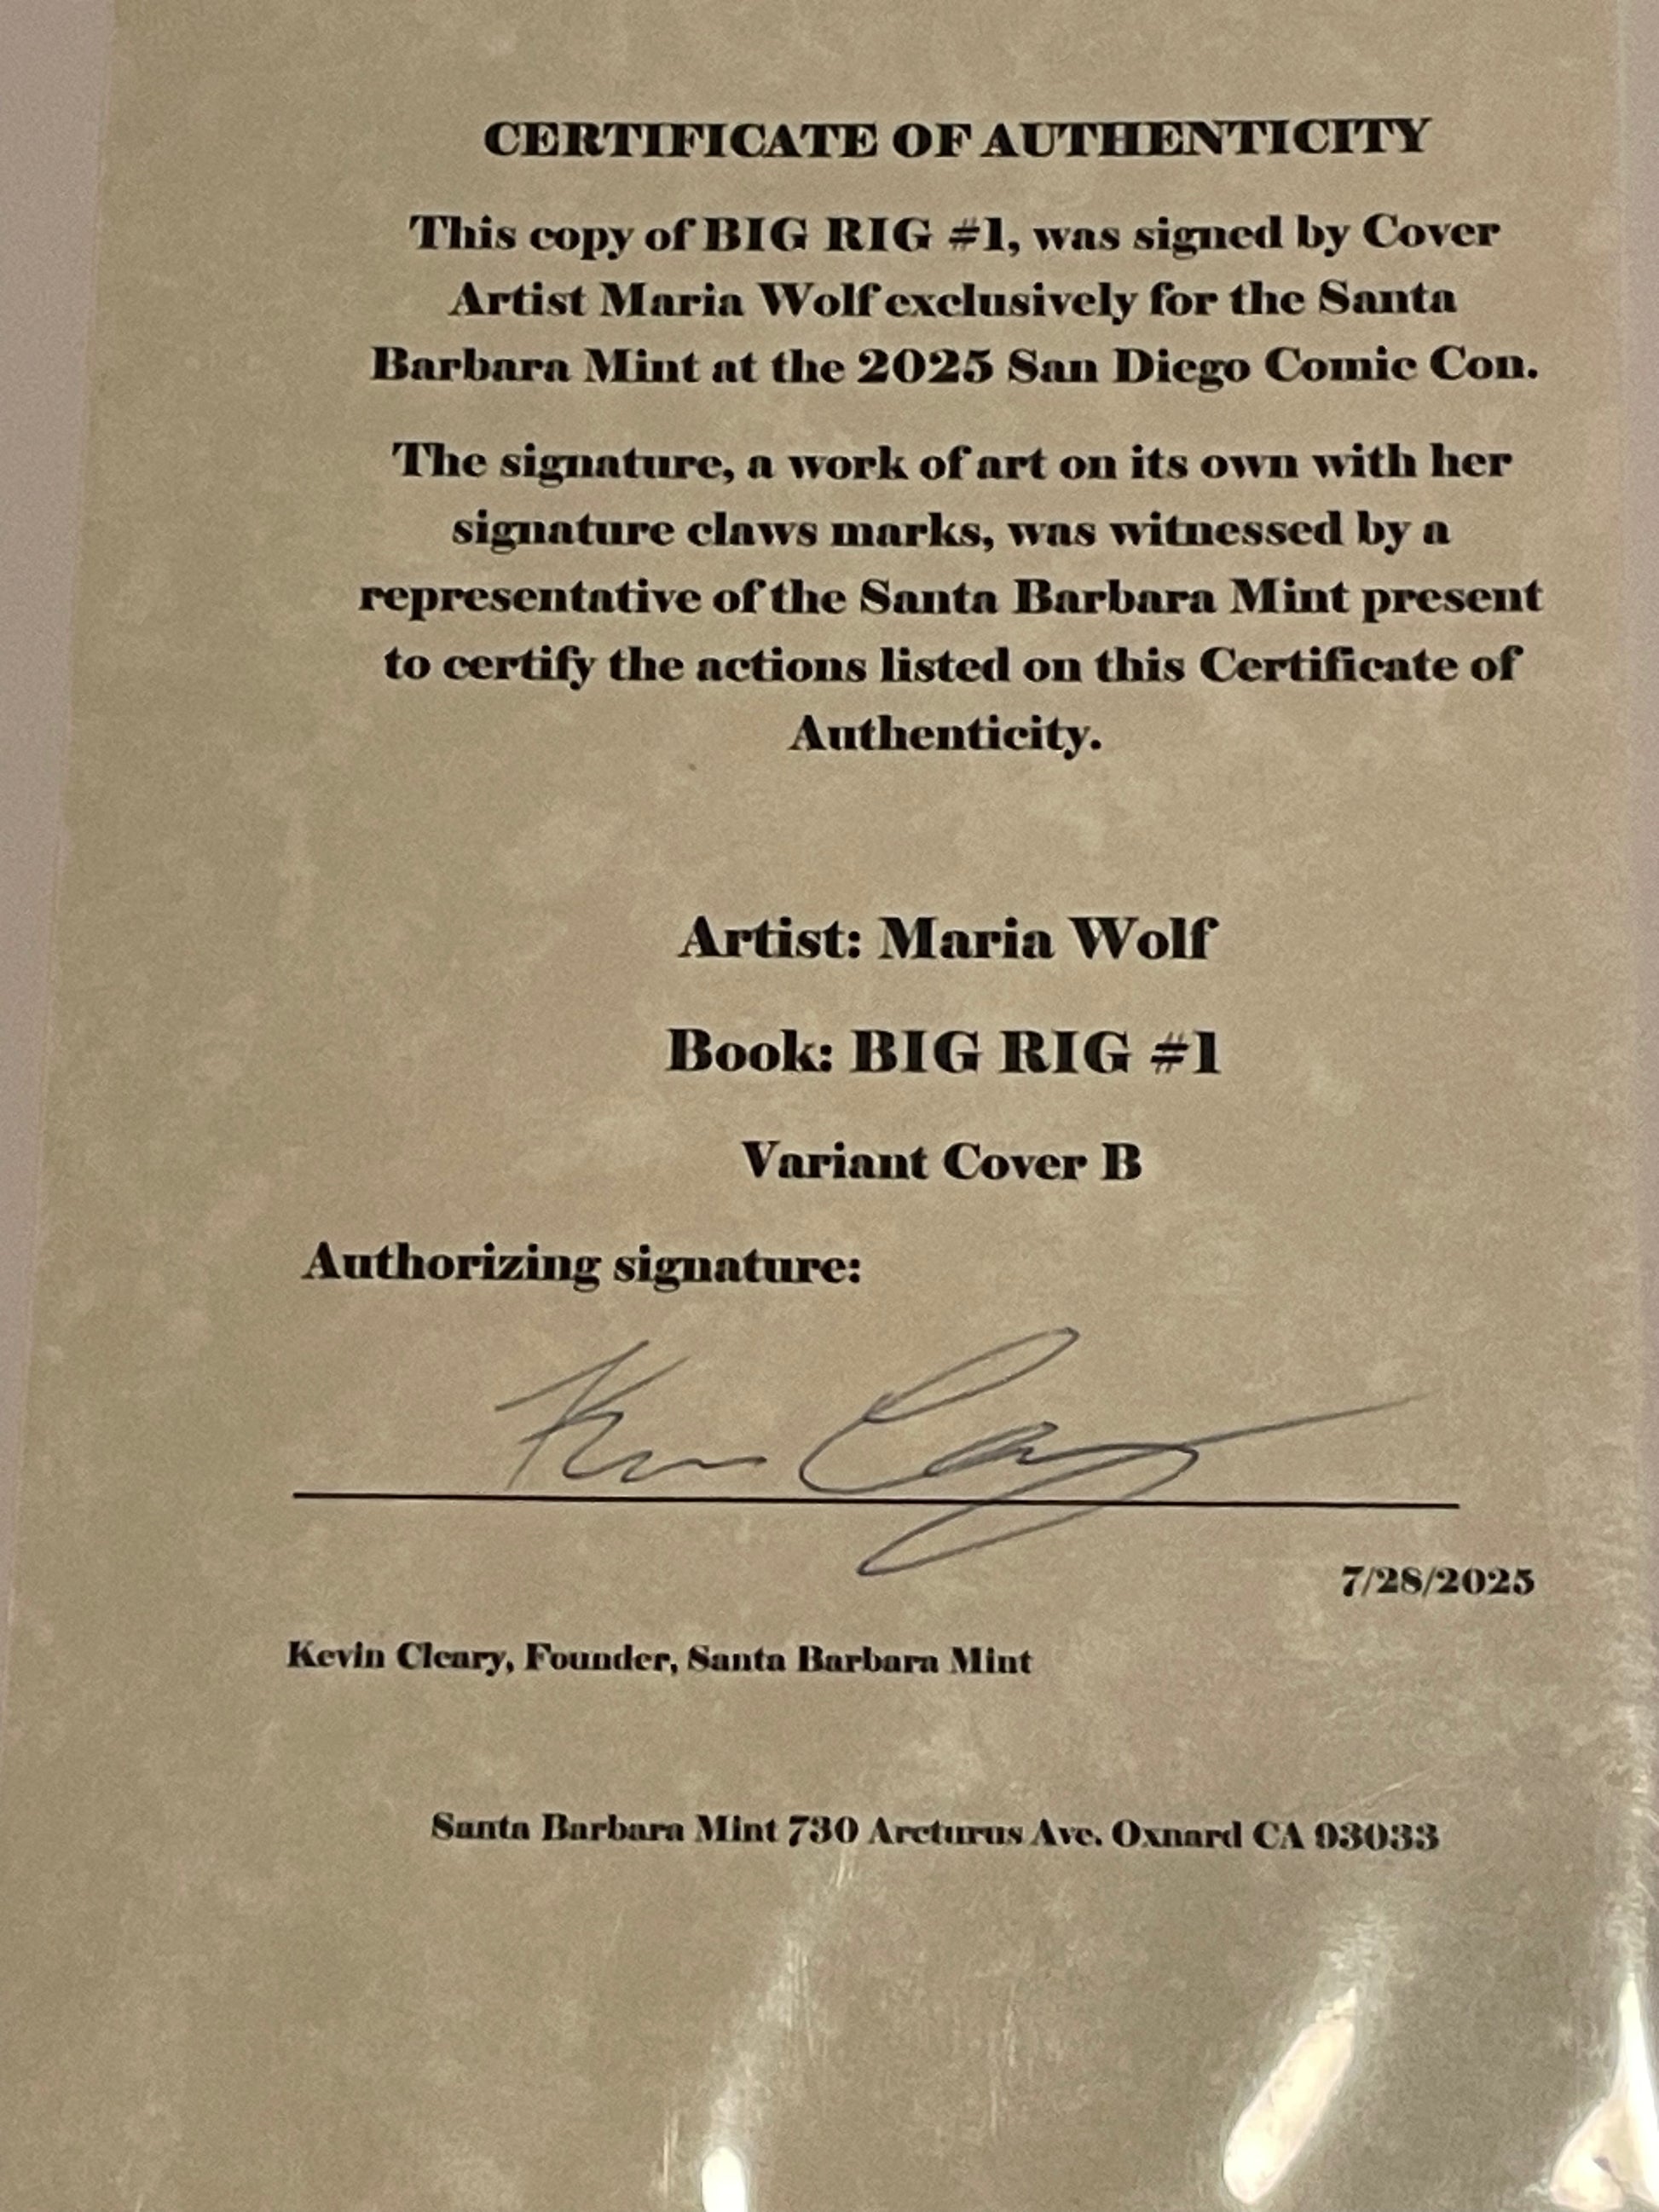 CERTIFICATE OF AUTHENTICITY
This copy of BIG RIG #1, was signed by Cover
Artist Maria Wolf exclusively for the Santa
Barbara Mint at the 2025 San Diego Comic Con.
The signature, a work of art on its own with her
signature claws marks, was witnessed by a
representative of the Santa Barbara Mint present
to certify the actions listed on this Certificate of
Authenticity.
Artist: Maria Wolf
Book: BIG RIG #1
Variant Cover B
Authorizing signature:
7/28/2025
Kevin Cleary, Founder, Santa Barbara Mint
Santa Barbara Mint 730 Arcturus Ave. Oxnard CA 93033